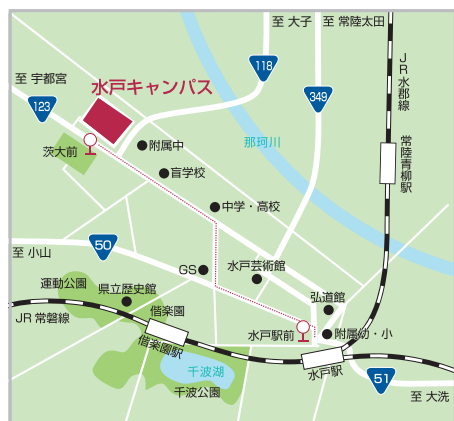 至 大子
至 常陸太田
至 宇都宮
水戸キャンパス
118
JR水郡線
123
349
附属中
那珂川
茨大前
常陸青柳駅
盲学校
中学・高校
50
至 小山
GS
水戸芸術館
運動公園
県立歴史館
弘道館
JR 常磐線
偕楽園
水戸駅前
附属幼・小
偕楽園駅
千波湖
水戸駅
51
千波公園
至 大洗